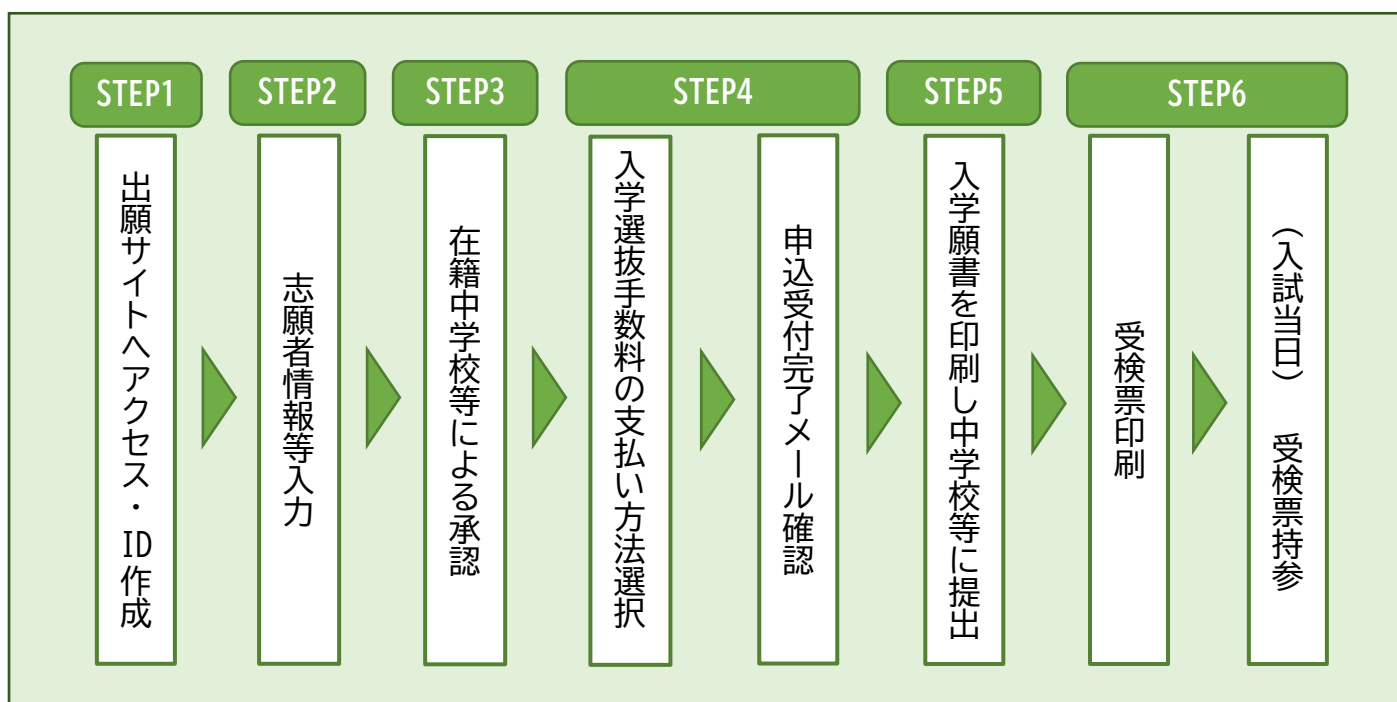 STEP1
出願サイトへアクセス・ID作成
STEP2
志願者情報等入力
STEP3
在籍中学校等による承認
STEP4
入学選抜手数料の支払い方法選択
申込受付完了メール確認
STEP5
入学願書を印刷し中学校等に提出
STEP6
受検票印刷
（入試当日）　受検票持参